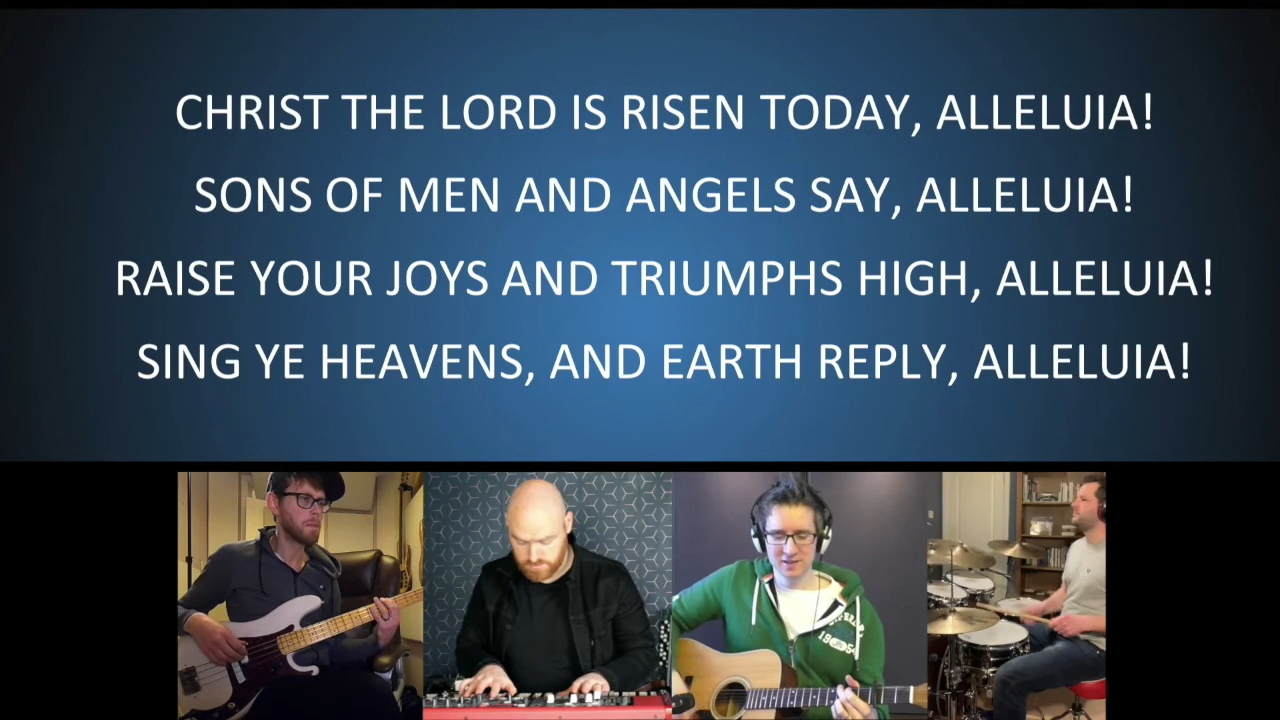 CHRIST THE LORD IS RISEN TODAY, ALLELUIA!
SONS OF MEN AND ANGELS SAY, ALLELUIA!
RAISE YOUR JOYS AND TRIUMPHS HIGH, ALLELUIA!
SING YE HEAVENS, AND EARTH REPLY, ALLELUIA!